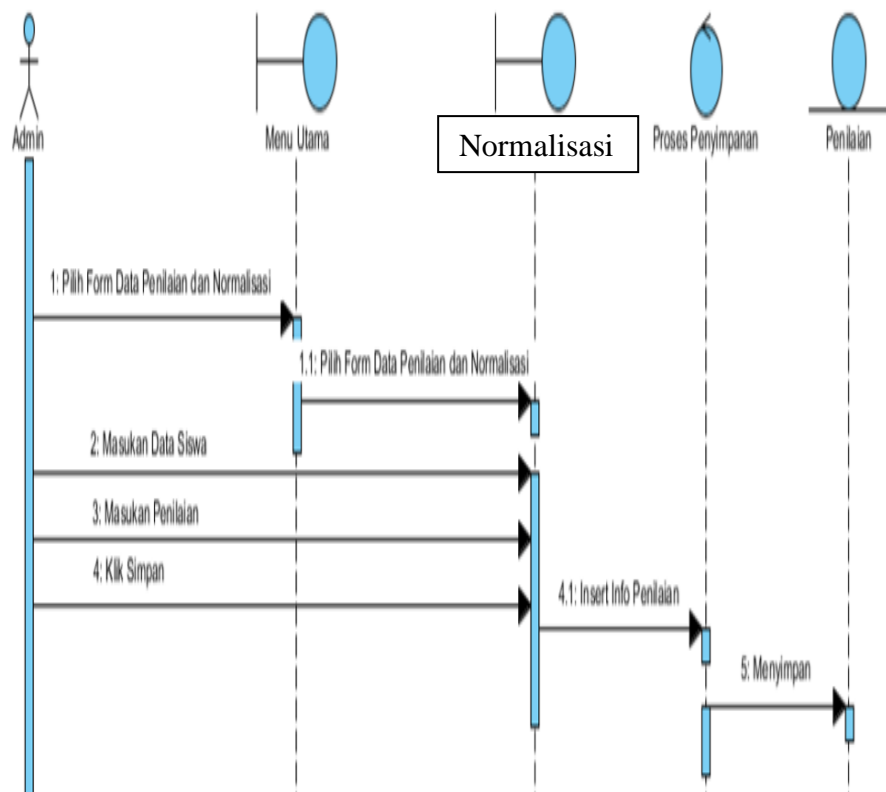 Admin
Menu Utama
Normalisasi
Proses Penyimpanan
Penilaian
1: Pilih Form Data Penilaian dan Normalisasi
1.1: Pilih Form Data Penilaian dan Normalisasi
2: Masukan Data Siswa
3: Masukan Penilaian
4: Klik Simpan
4.1: Insert Info Penilaian
5: Menyimpan